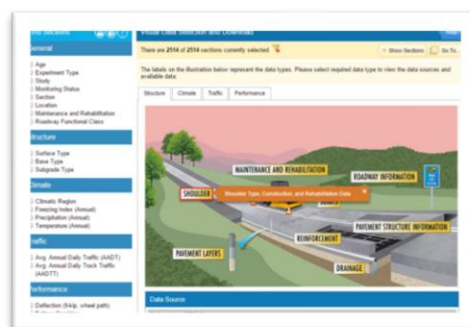 General
Age
Experiment Type
Study
Monitoring Status
Section
Location
Maintenance and Rehabilitation
Roadway Functional Class
Structure
Surface Type
Base Type
Subgrade Type
Climate
Climatic Region
Freezing Index (Annual)
Precipitation (Annual)
Temperature (Annual)
Traffic
Avg. Annual Daily Traffic (AADT)
Avg. Annual Daily Truck Traffic
(AADTT)
Performance
Deflection (9-kip, wheel path)
Visual Data Selection and Downloads
Help
There are 2514 of 2514 sections currently selected.
Show Sections
Go To...
The labels on the illustration below represent the data types. Please select required data type to view the data sources and
available data
Structure Climate Traffic Performance
MAINTENANCE AND REHABILITATION
ROADWAY INFORMATION
SHOULDER
Shoulder Type, Construction, and Rehabilitation Data
PAVEMENT STRUCTURE INFORMATION
REINFORCEMENT
PAVEMENT LAYERS
DRAINAGE
Data Source